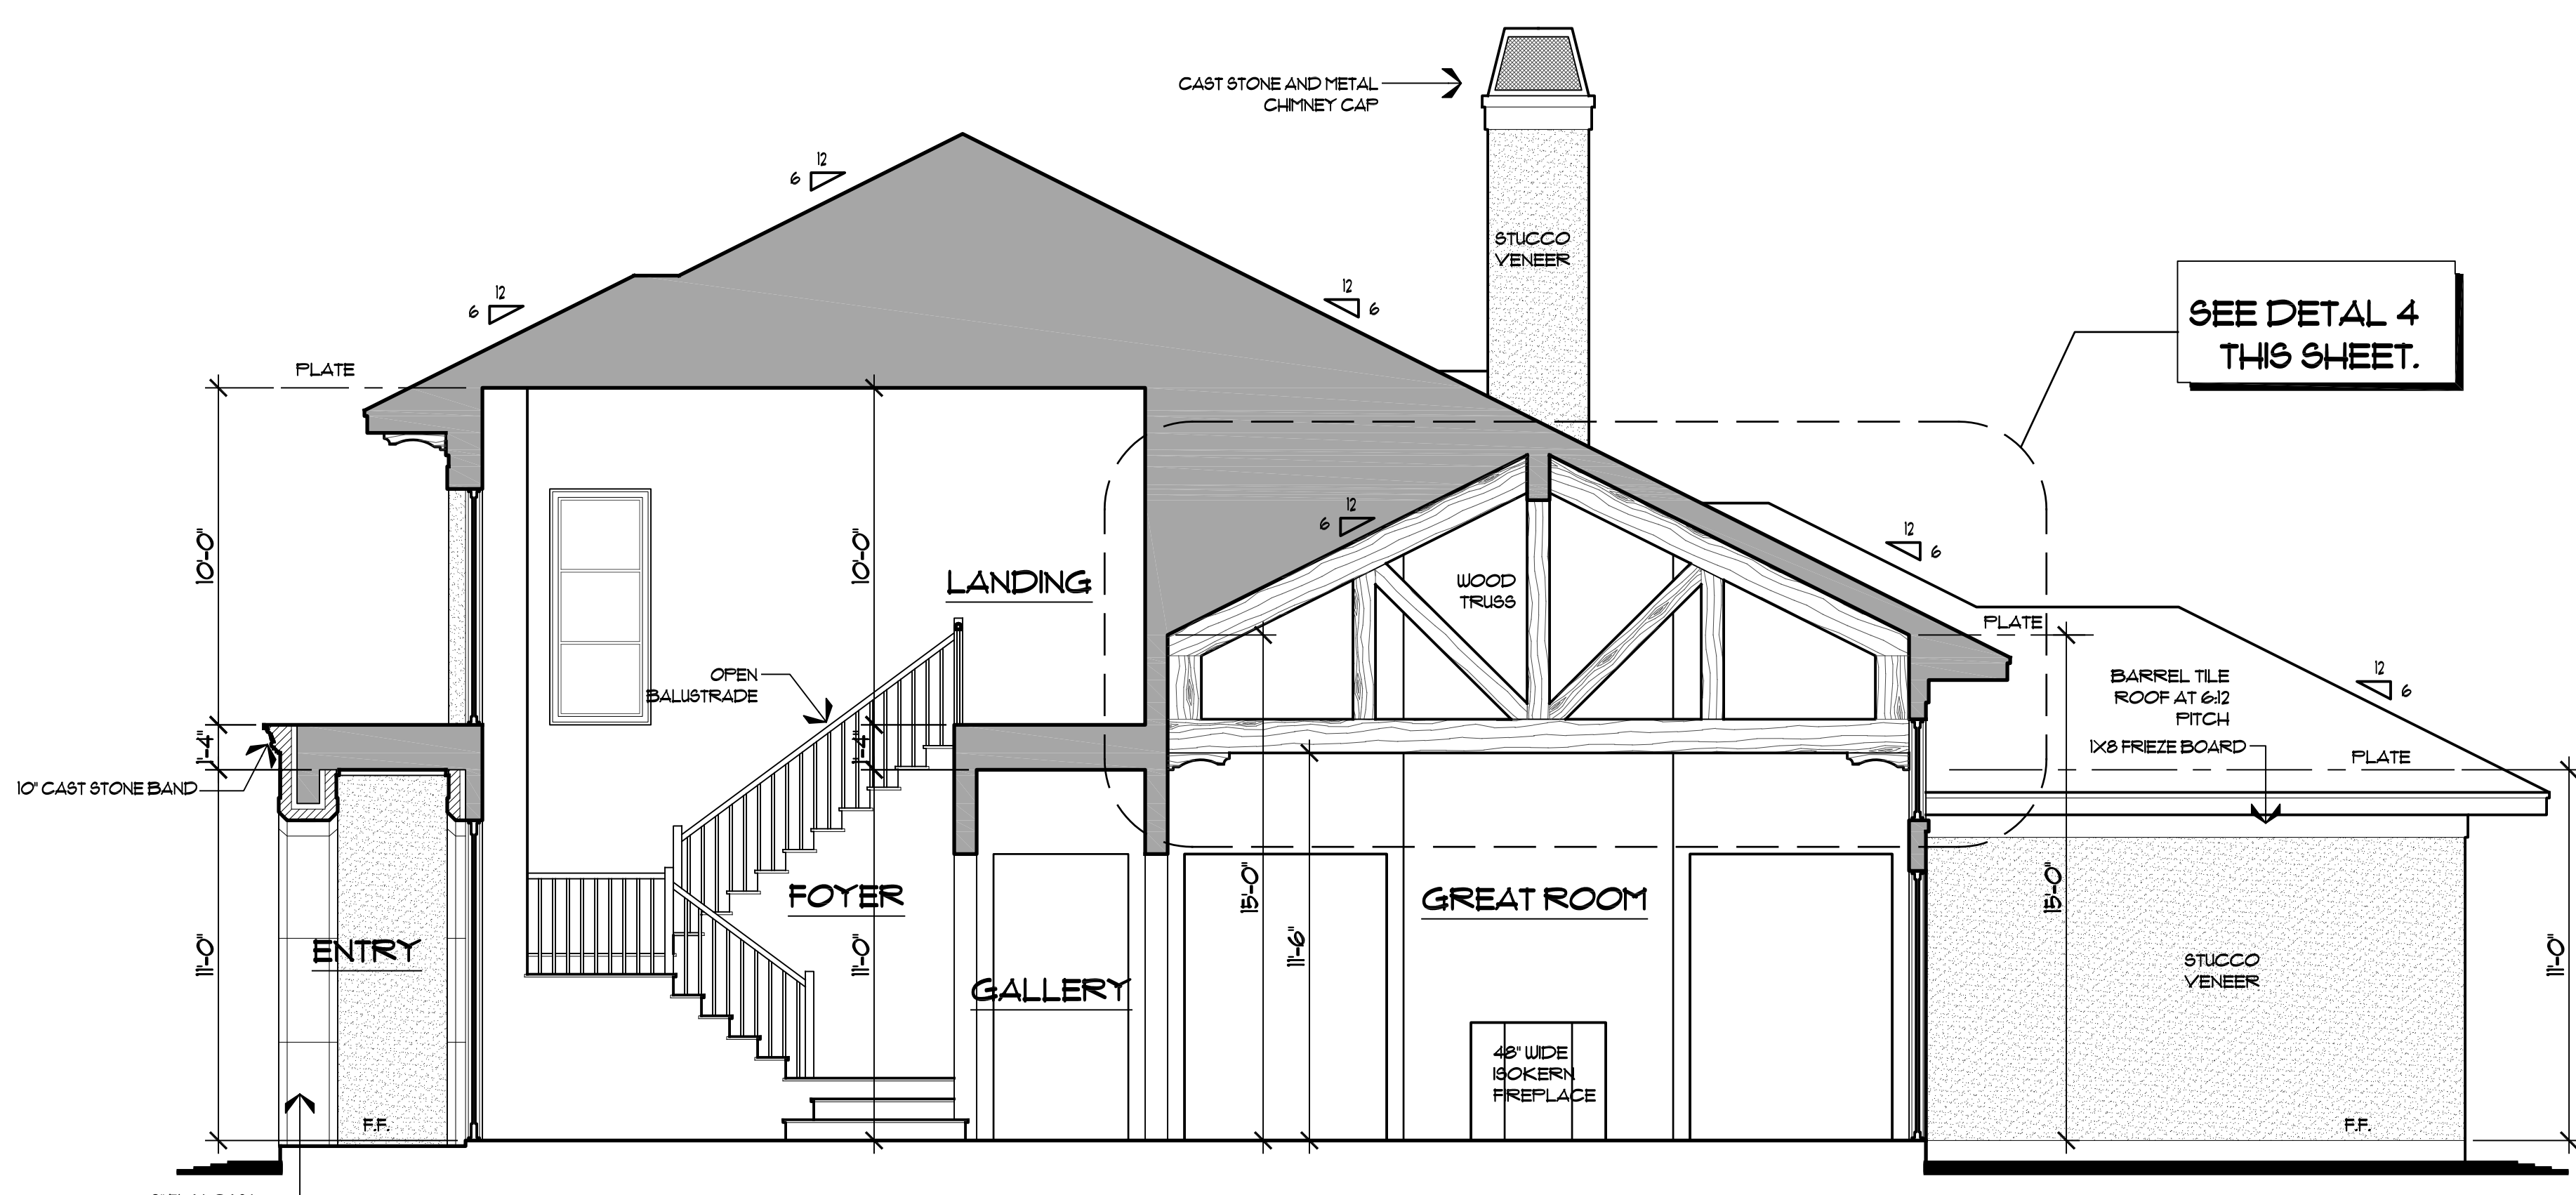 CAST STONE AND METAL
CHIMNEY CAP
12
6
STUCCO
VENEER
12
6
12
6
SEE DETAL 4
THIS SHEET.
PLATE
12
6
12
6
10'-0"
10'-0"
LANDING
WOOD
TRUSS
PLATE
OPEN
BALUSTRADE
BARREL TILE
ROOF AT 6:12
PITCH
12
6
1'-4"
1'-4"
1X8 FRIEZE BOARD
PLATE
10" CAST STONE BAND
FOYER
15'-0"
GREAT ROOM
15'-0"
ENTRY
11'-0"
11'-0"
11'-6"
11'-0"
GALLERY
STUCCO
VENEER
48" WIDE
ISOKERN
FIREPLACE
F.F.
F.F.